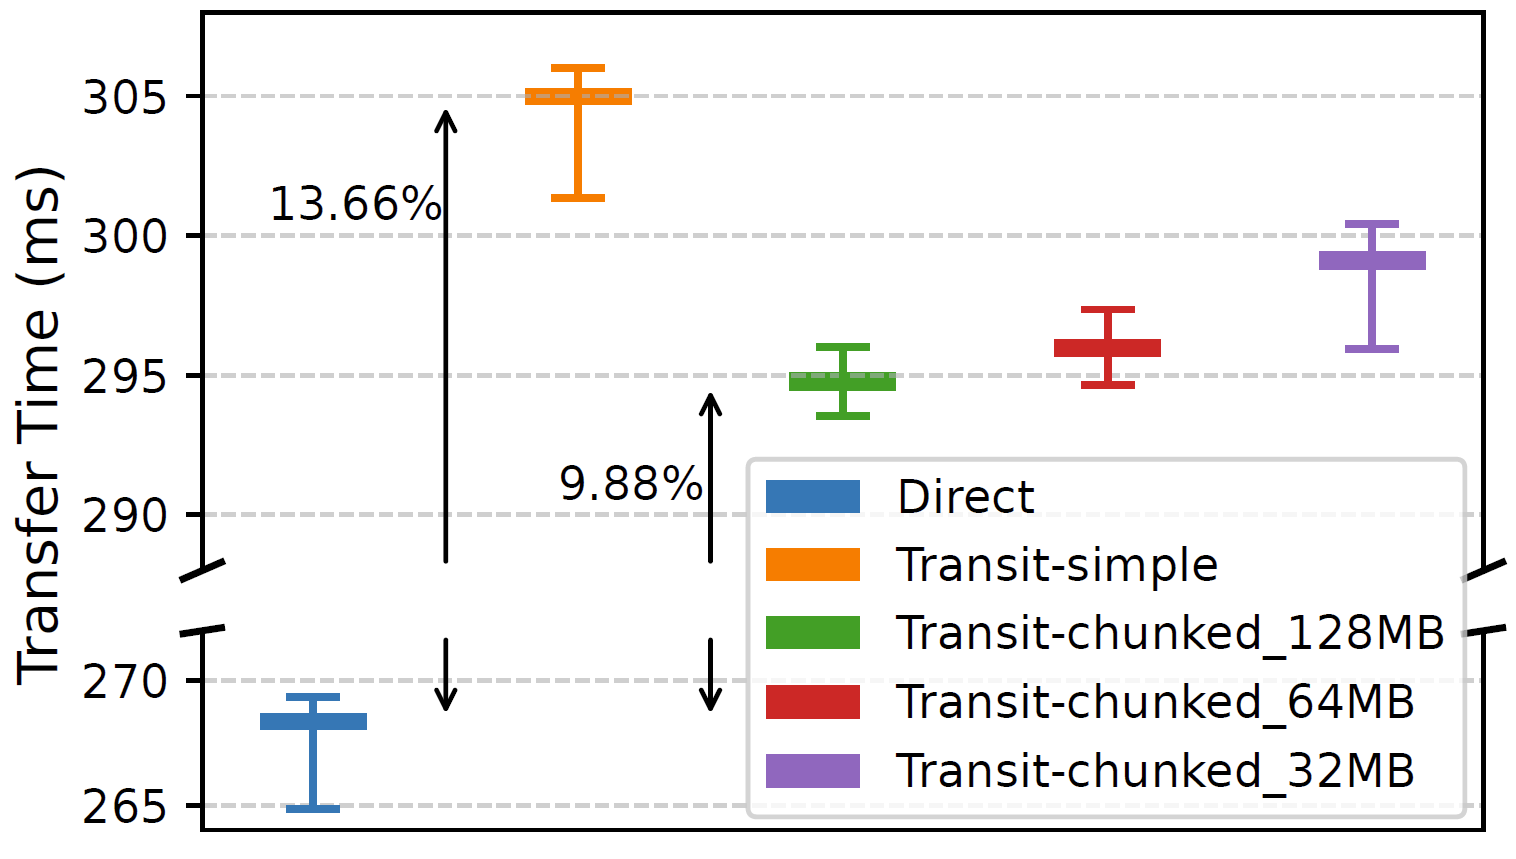 Transfer Time (ms)
305
300
295
290
270
265
13.66%
9.88%
Direct
Transit-simple
Transit-chunked_128MB
Transit-chunked_64MB
Transit-chunked_32MB